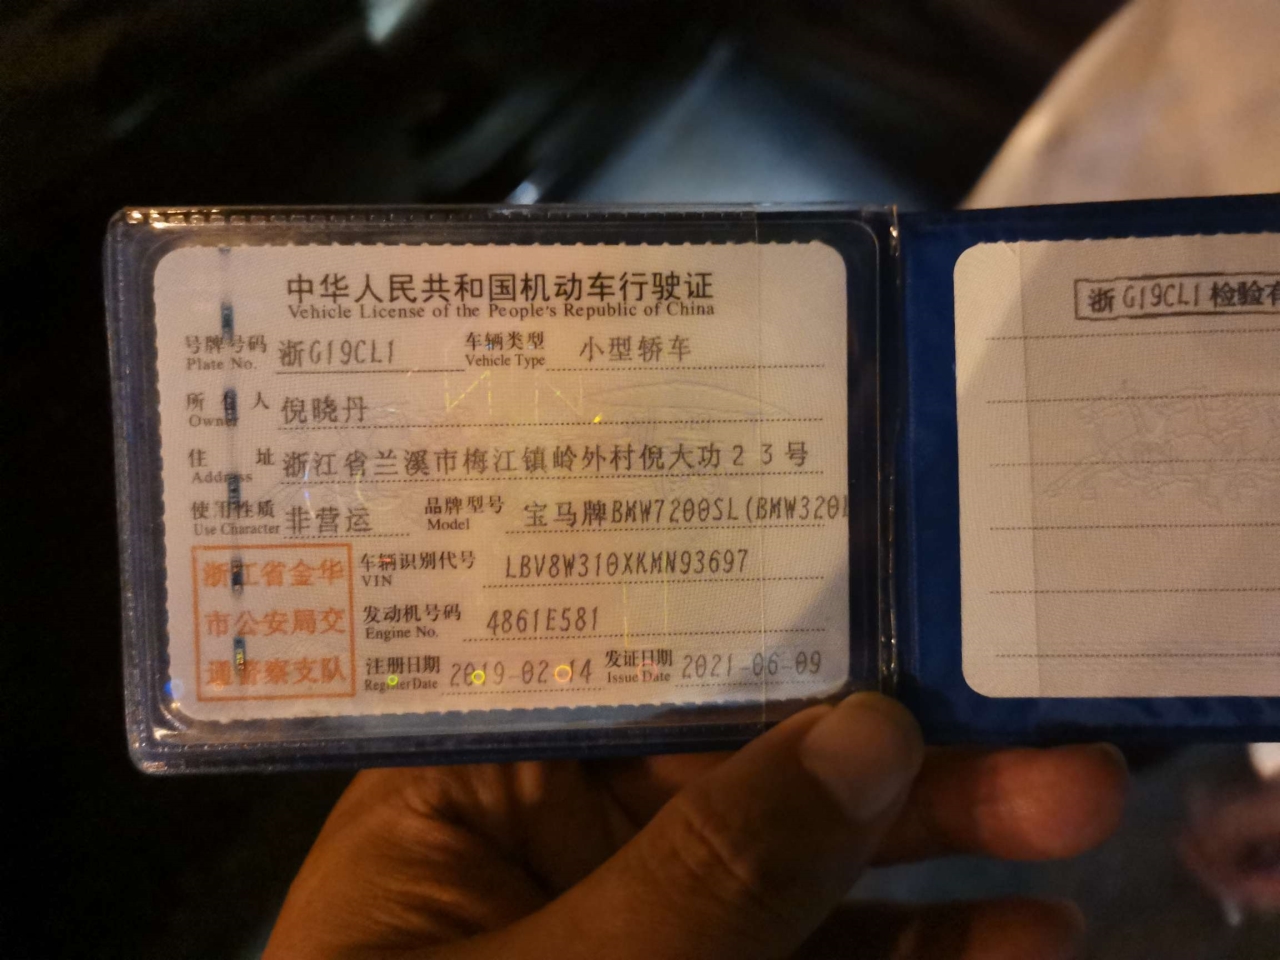 中华人民共和国机动车行驶证
Vehicle License of the People's Republic of China
号牌号码 浙G19CL1 车辆类型 小型轿车
Plate No. Vehicle Type
所有人 倪晓丹
Owner
住址 浙江省兰溪市梅江镇岭外村倪大功23号
Address
使用性质 非营运 品牌型号 宝马牌BMW7200SL(BMW320
Use Character Model
浙江省金华
市公安局交
通警察支队
车辆识别代号 LBV8W310XKMN93697
VIN
发动机号码 4861E581
Engine No.
注册日期 2019-02-14 发证日期 2021-06-09
Register Date Issue Date
浙G19CL1检验有